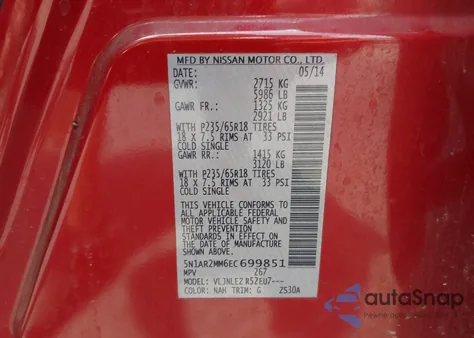 MFD BY NISSAN MOTOR CO., LTD.
DATE: 05/14
GVWR: 2715 KG
5986 LB
GAWR FR.: 1325 KG
2921 LB
WITH P235/65R18 TIRES
18 X 7.5 RIMS AT 33 PSI
COLD SINGLE
GAWR RR.: 1415 KG
3120 LB
WITH P235/65R18 TIRES
18 X 7.5 RIMS AT 33 PSI
COLD SINGLE
THIS VEHICLE CONFORMS TO
ALL APPLICABLE FEDERAL
MOTOR VEHICLE SAFETY AND
THEFT PREVENTION
STANDARDS IN EFFECT ON
THE DATE OF MANUFACTURE
SHOWN ABOVE.
5N1AR2MM6EC699851
MPV 267
MODEL: VLJNLEZ R52EU7---
COLOR: NAH TRIM: G ZS30A
autoSnap
Нижче ціна, ніж ринок